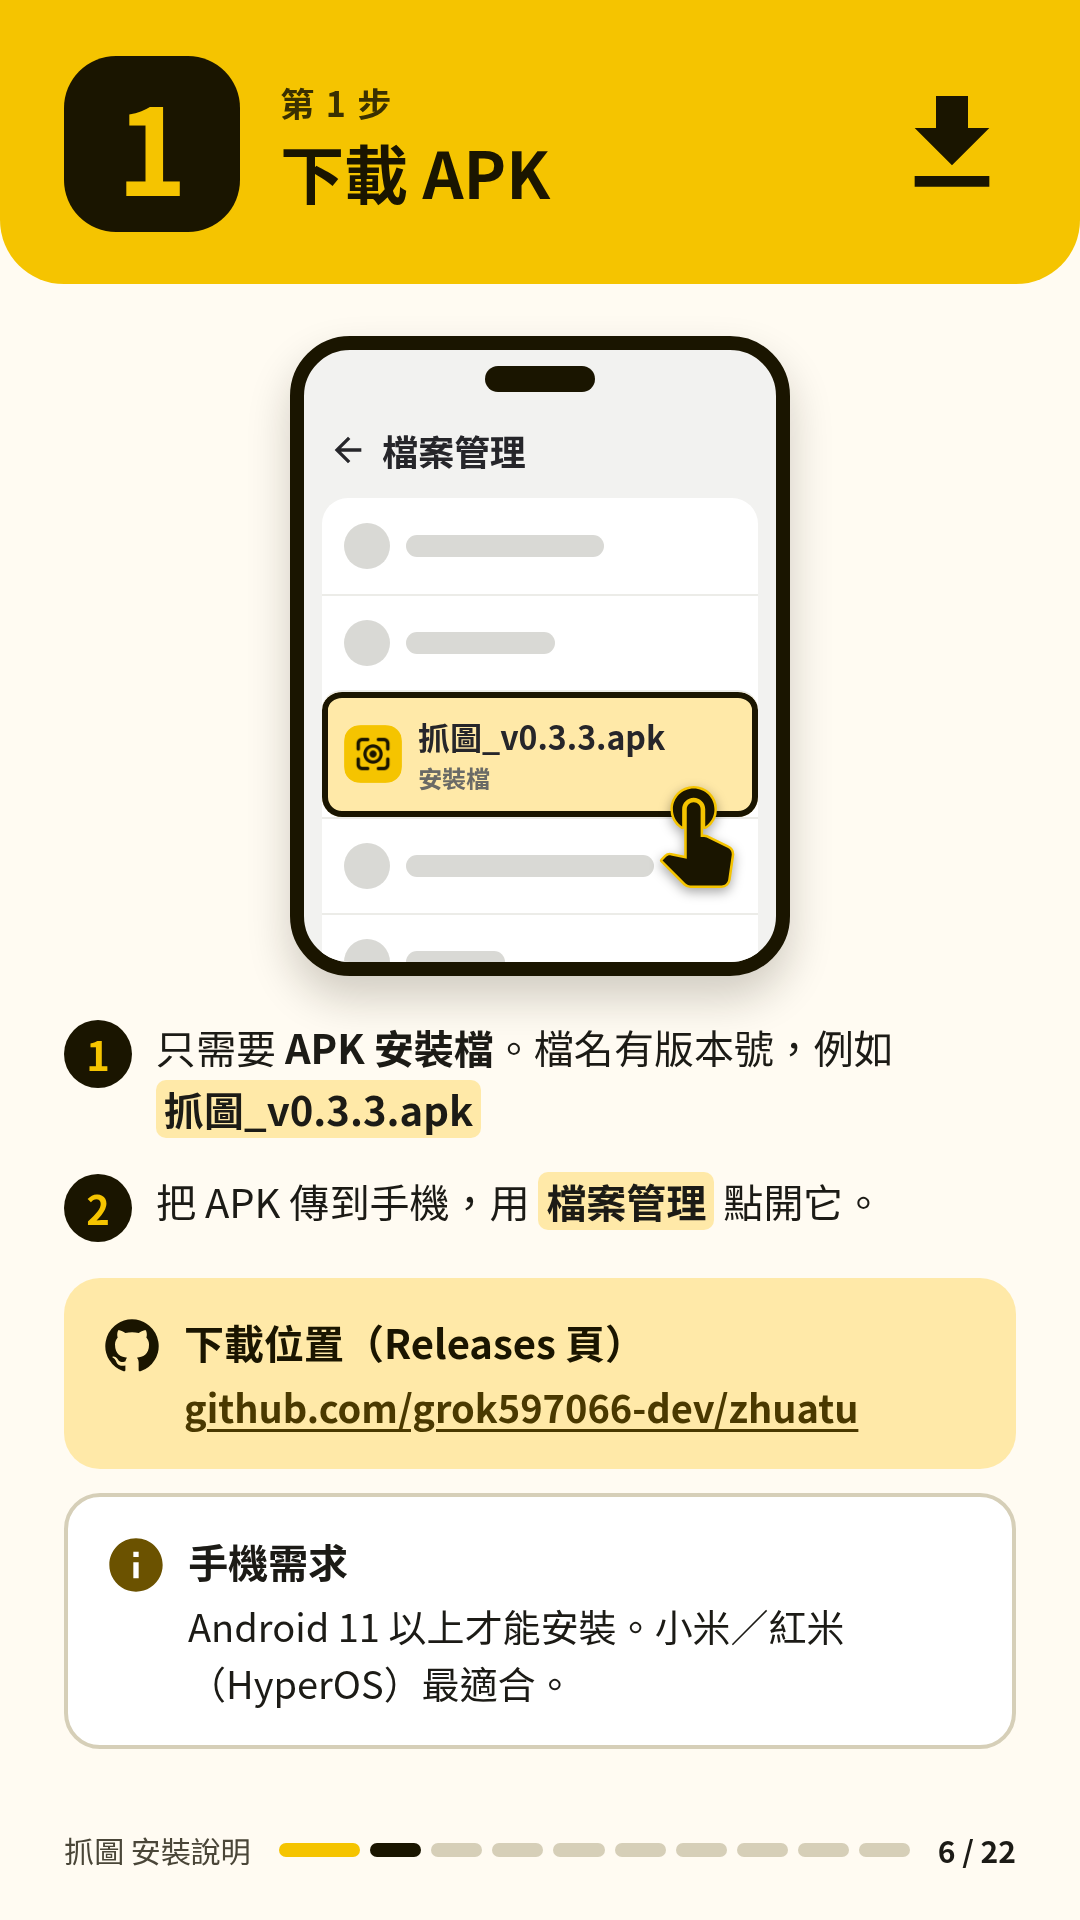 1
第 1 步
下載 APK
檔案管理
抓圖_v0.3.3.apk
安裝檔
1
只需要 APK 安裝檔。檔名有版本號，例如
抓圖_v0.3.3.apk
2
把 APK 傳到手機，用 檔案管理 點開它。
下載位置（Releases 頁）
github.com/grok597066-dev/zhuatu
手機需求
Android 11 以上才能安裝。小米／紅米
（HyperOS）最適合。
抓圖 安裝說明
6 / 22